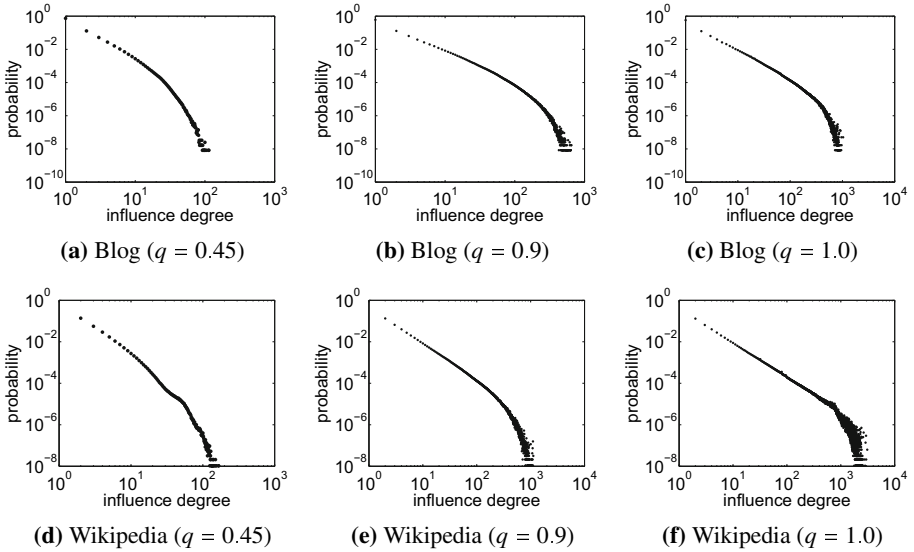 10^0
10^-2
10^-4
10^-6
10^-8
10^-10
probability
10^0 10^1 10^2 10^3
influence degree
(a) Blog (q = 0.45)
10^0
10^-2
10^-4
10^-6
10^-8
10^-10
probability
10^0 10^1 10^2 10^3
influence degree
(b) Blog (q = 0.9)
10^0
10^-2
10^-4
10^-6
10^-8
10^-10
probability
10^0 10^1 10^2 10^3 10^4
influence degree
(c) Blog (q = 1.0)
10^0
10^-2
10^-4
10^-6
10^-8
probability
10^0 10^1 10^2 10^3
influence degree
(d) Wikipedia (q = 0.45)
10^0
10^-2
10^-4
10^-6
10^-8
probability
10^0 10^1 10^2 10^3 10^4
influence degree
(e) Wikipedia (q = 0.9)
10^0
10^-2
10^-4
10^-6
10^-8
probability
10^0 10^1 10^2 10^3 10^4
influence degree
(f) Wikipedia (q = 1.0)